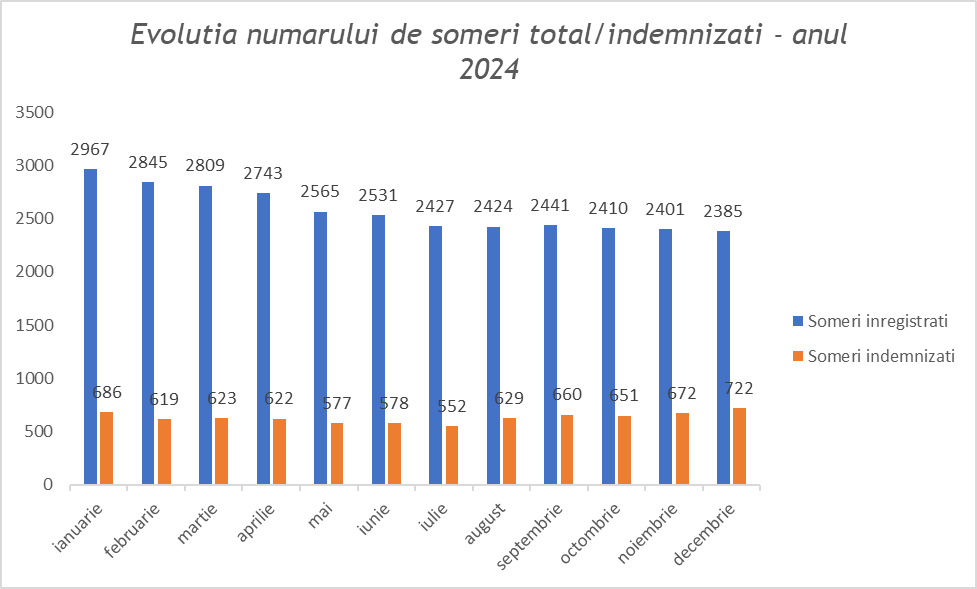 Evolutia numarului de someri total/indemnizati - anul
2024
3500
3000
2500
2000
1500
1000
500
0
2967
2845
2809
2743
2565
2531
2427
2424
2441
2410
2401
2385
686
619
623
622
577
578
552
629
660
651
672
722
ianuarie
februarie
martie
aprilie
mai
iunie
iulie
august
septembrie
octombrie
noiembrie
decembrie
Someri inregistrati
Someri indemnizati